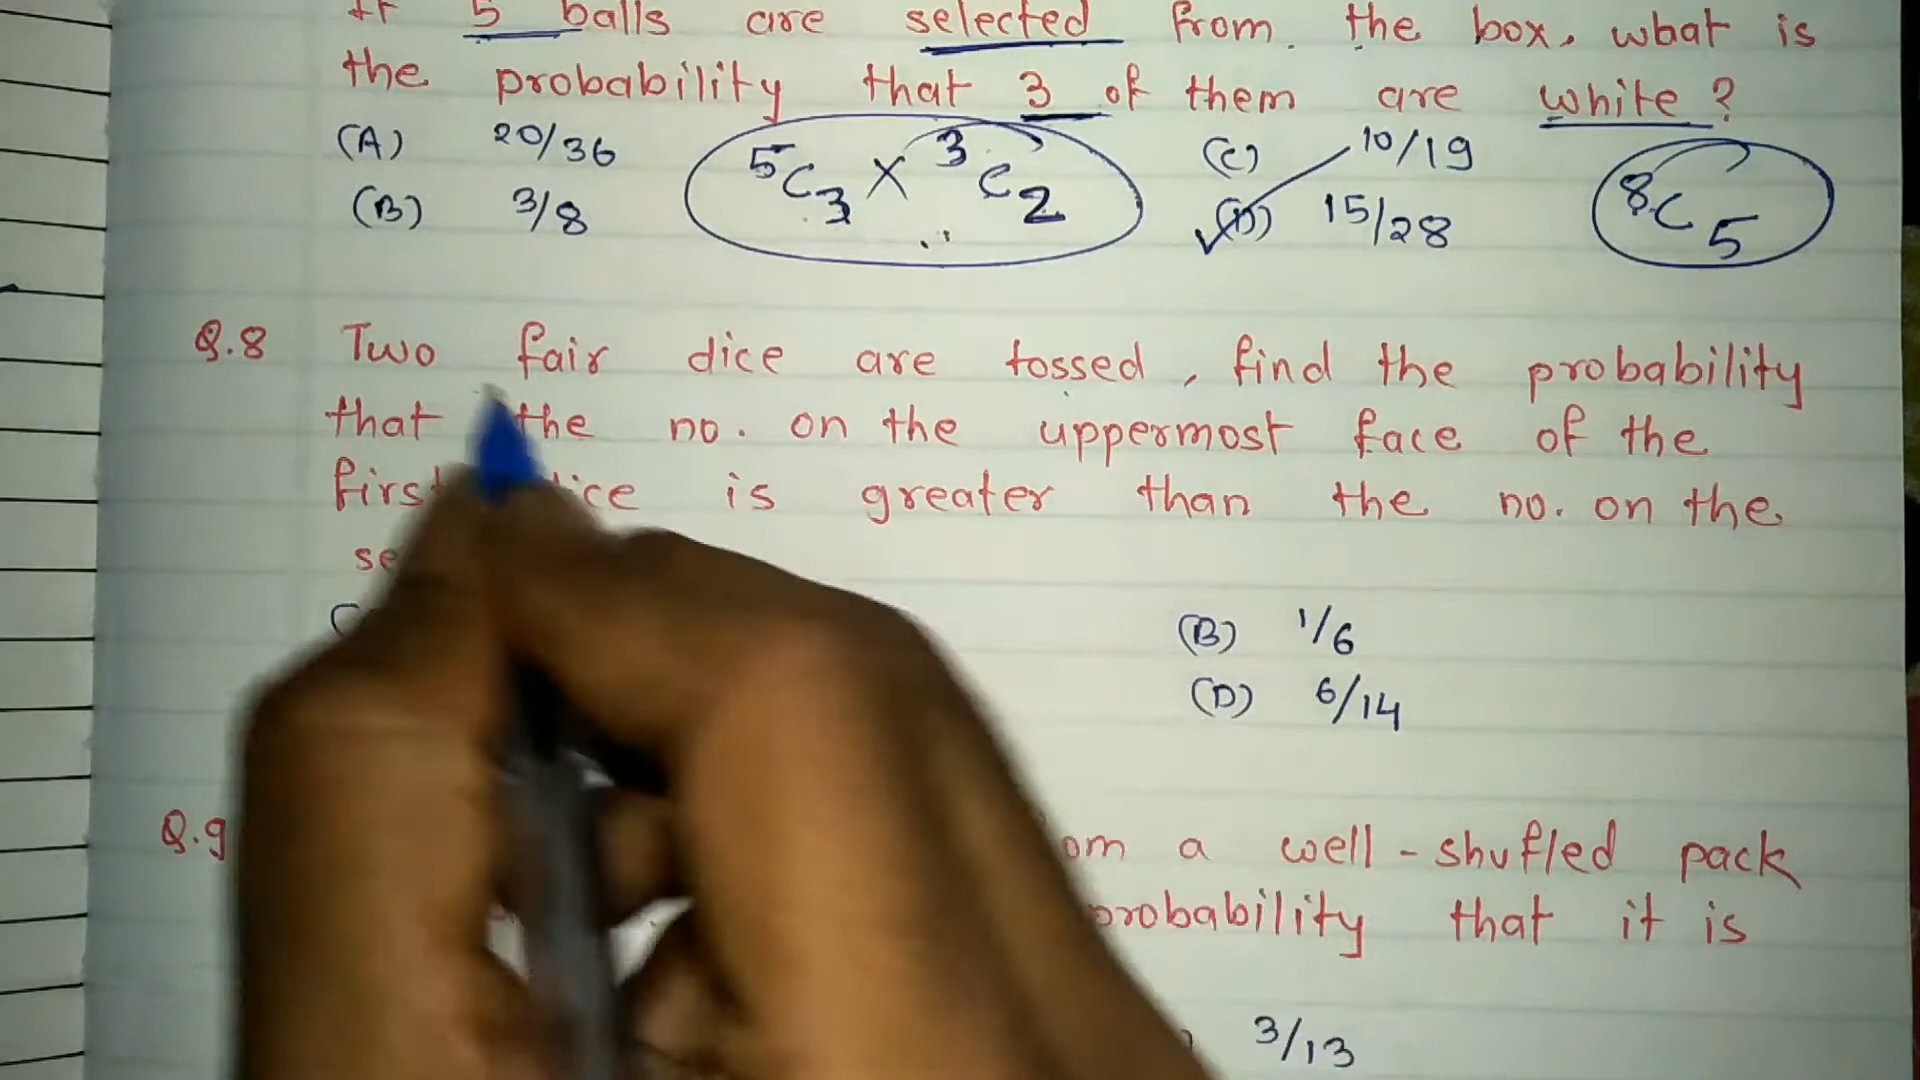 If 5 balls are selected from the box, what is
the probability that 3 of them are white?
(A) 20/36
(B) 3/8
5C3 × 3C2
(C) 10/19
(D) 15/28
8C5
Q.8 Two fair dice are tossed, find the probability
that the no. on the uppermost face of the
first dice is greater than the no. on the
(B) 1/6
(D) 6/14
Q.9 a well-shufled pack
probability that it is
3/13